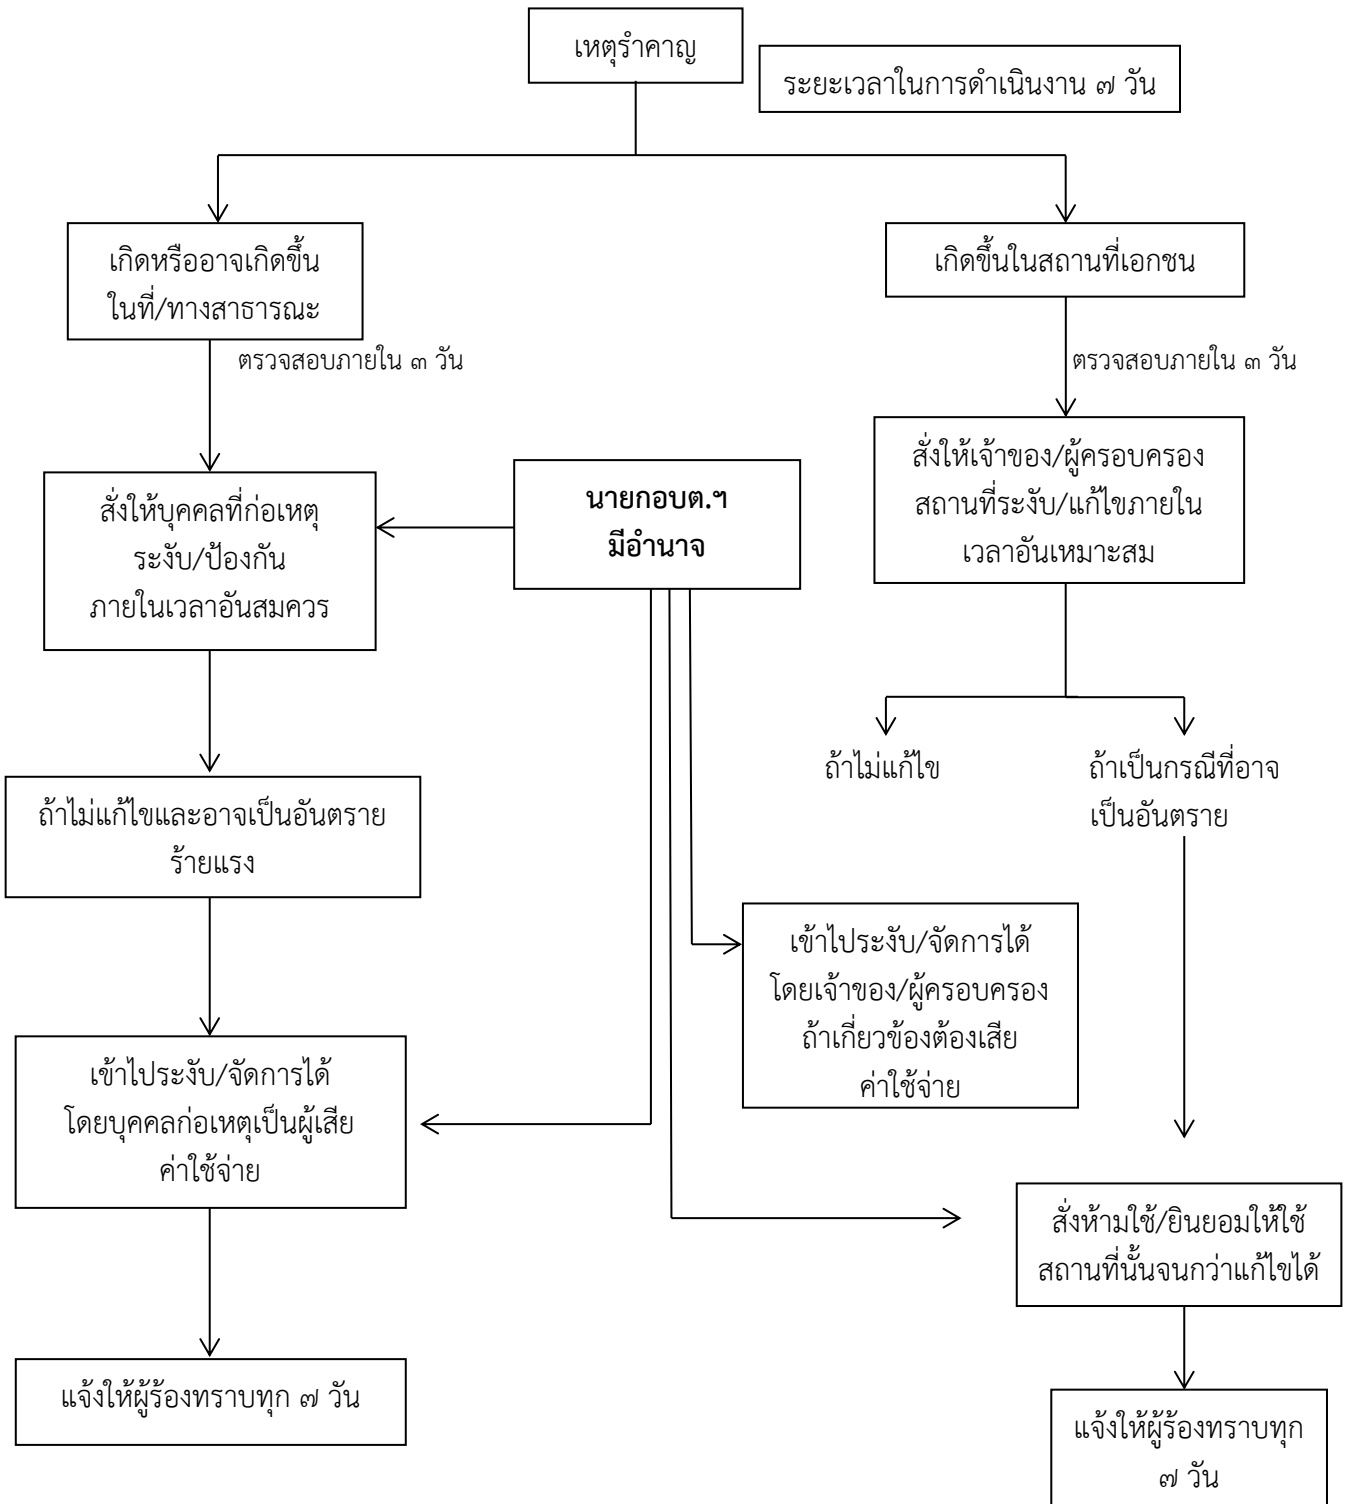 เหตุรำคาญ
ระยะเวลาในการดำเนินงาน ๗ วัน
เกิดหรืออาจเกิดขึ้น
ในที่/ทางสาธารณะ
เกิดขึ้นในสถานที่เอกชน
ตรวจสอบภายใน ๓ วัน
ตรวจสอบภายใน ๓ วัน
สั่งให้บุคคลที่ก่อเหตุ
ระงับ/ป้องกัน
ภายในเวลาอันสมควร
นายกอบต.ฯ
มีอำนาจ
สั่งให้เจ้าของ/ผู้ครอบครอง
สถานที่ระงับ/แก้ไขภายใน
เวลาอันเหมาะสม
ถ้าไม่แก้ไข
ถ้าเป็นกรณีที่อาจ
เป็นอันตราย
ถ้าไม่แก้ไขและอาจเป็นอันตราย
ร้ายแรง
เข้าไประงับ/จัดการได้
โดยเจ้าของ/ผู้ครอบครอง
ถ้าเกี่ยวข้องต้องเสีย
ค่าใช้จ่าย
เข้าไประงับ/จัดการได้
โดยบุคคลก่อเหตุเป็นผู้เสีย
ค่าใช้จ่าย
สั่งห้ามใช้/ยินยอมให้ใช้
สถานที่นั้นจนกว่าแก้ไขได้
แจ้งให้ผู้ร้องทราบทุก ๗ วัน
แจ้งให้ผู้ร้องทราบทุก
๗ วัน